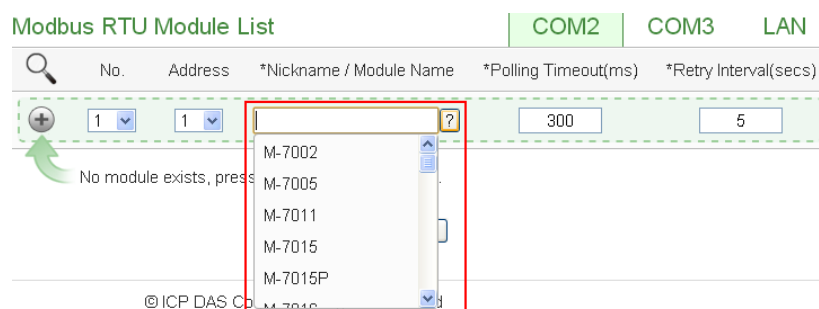 Modbus RTU Module List COM2 COM3 LAN
No. Address *Nickname / Module Name *Polling Timeout(ms) *Retry Interval(secs)
1 1 ? 300 5
M-7002
No module exists, press
M-7005
M-7011
M-7015
M-7015P
© ICP DAS Co